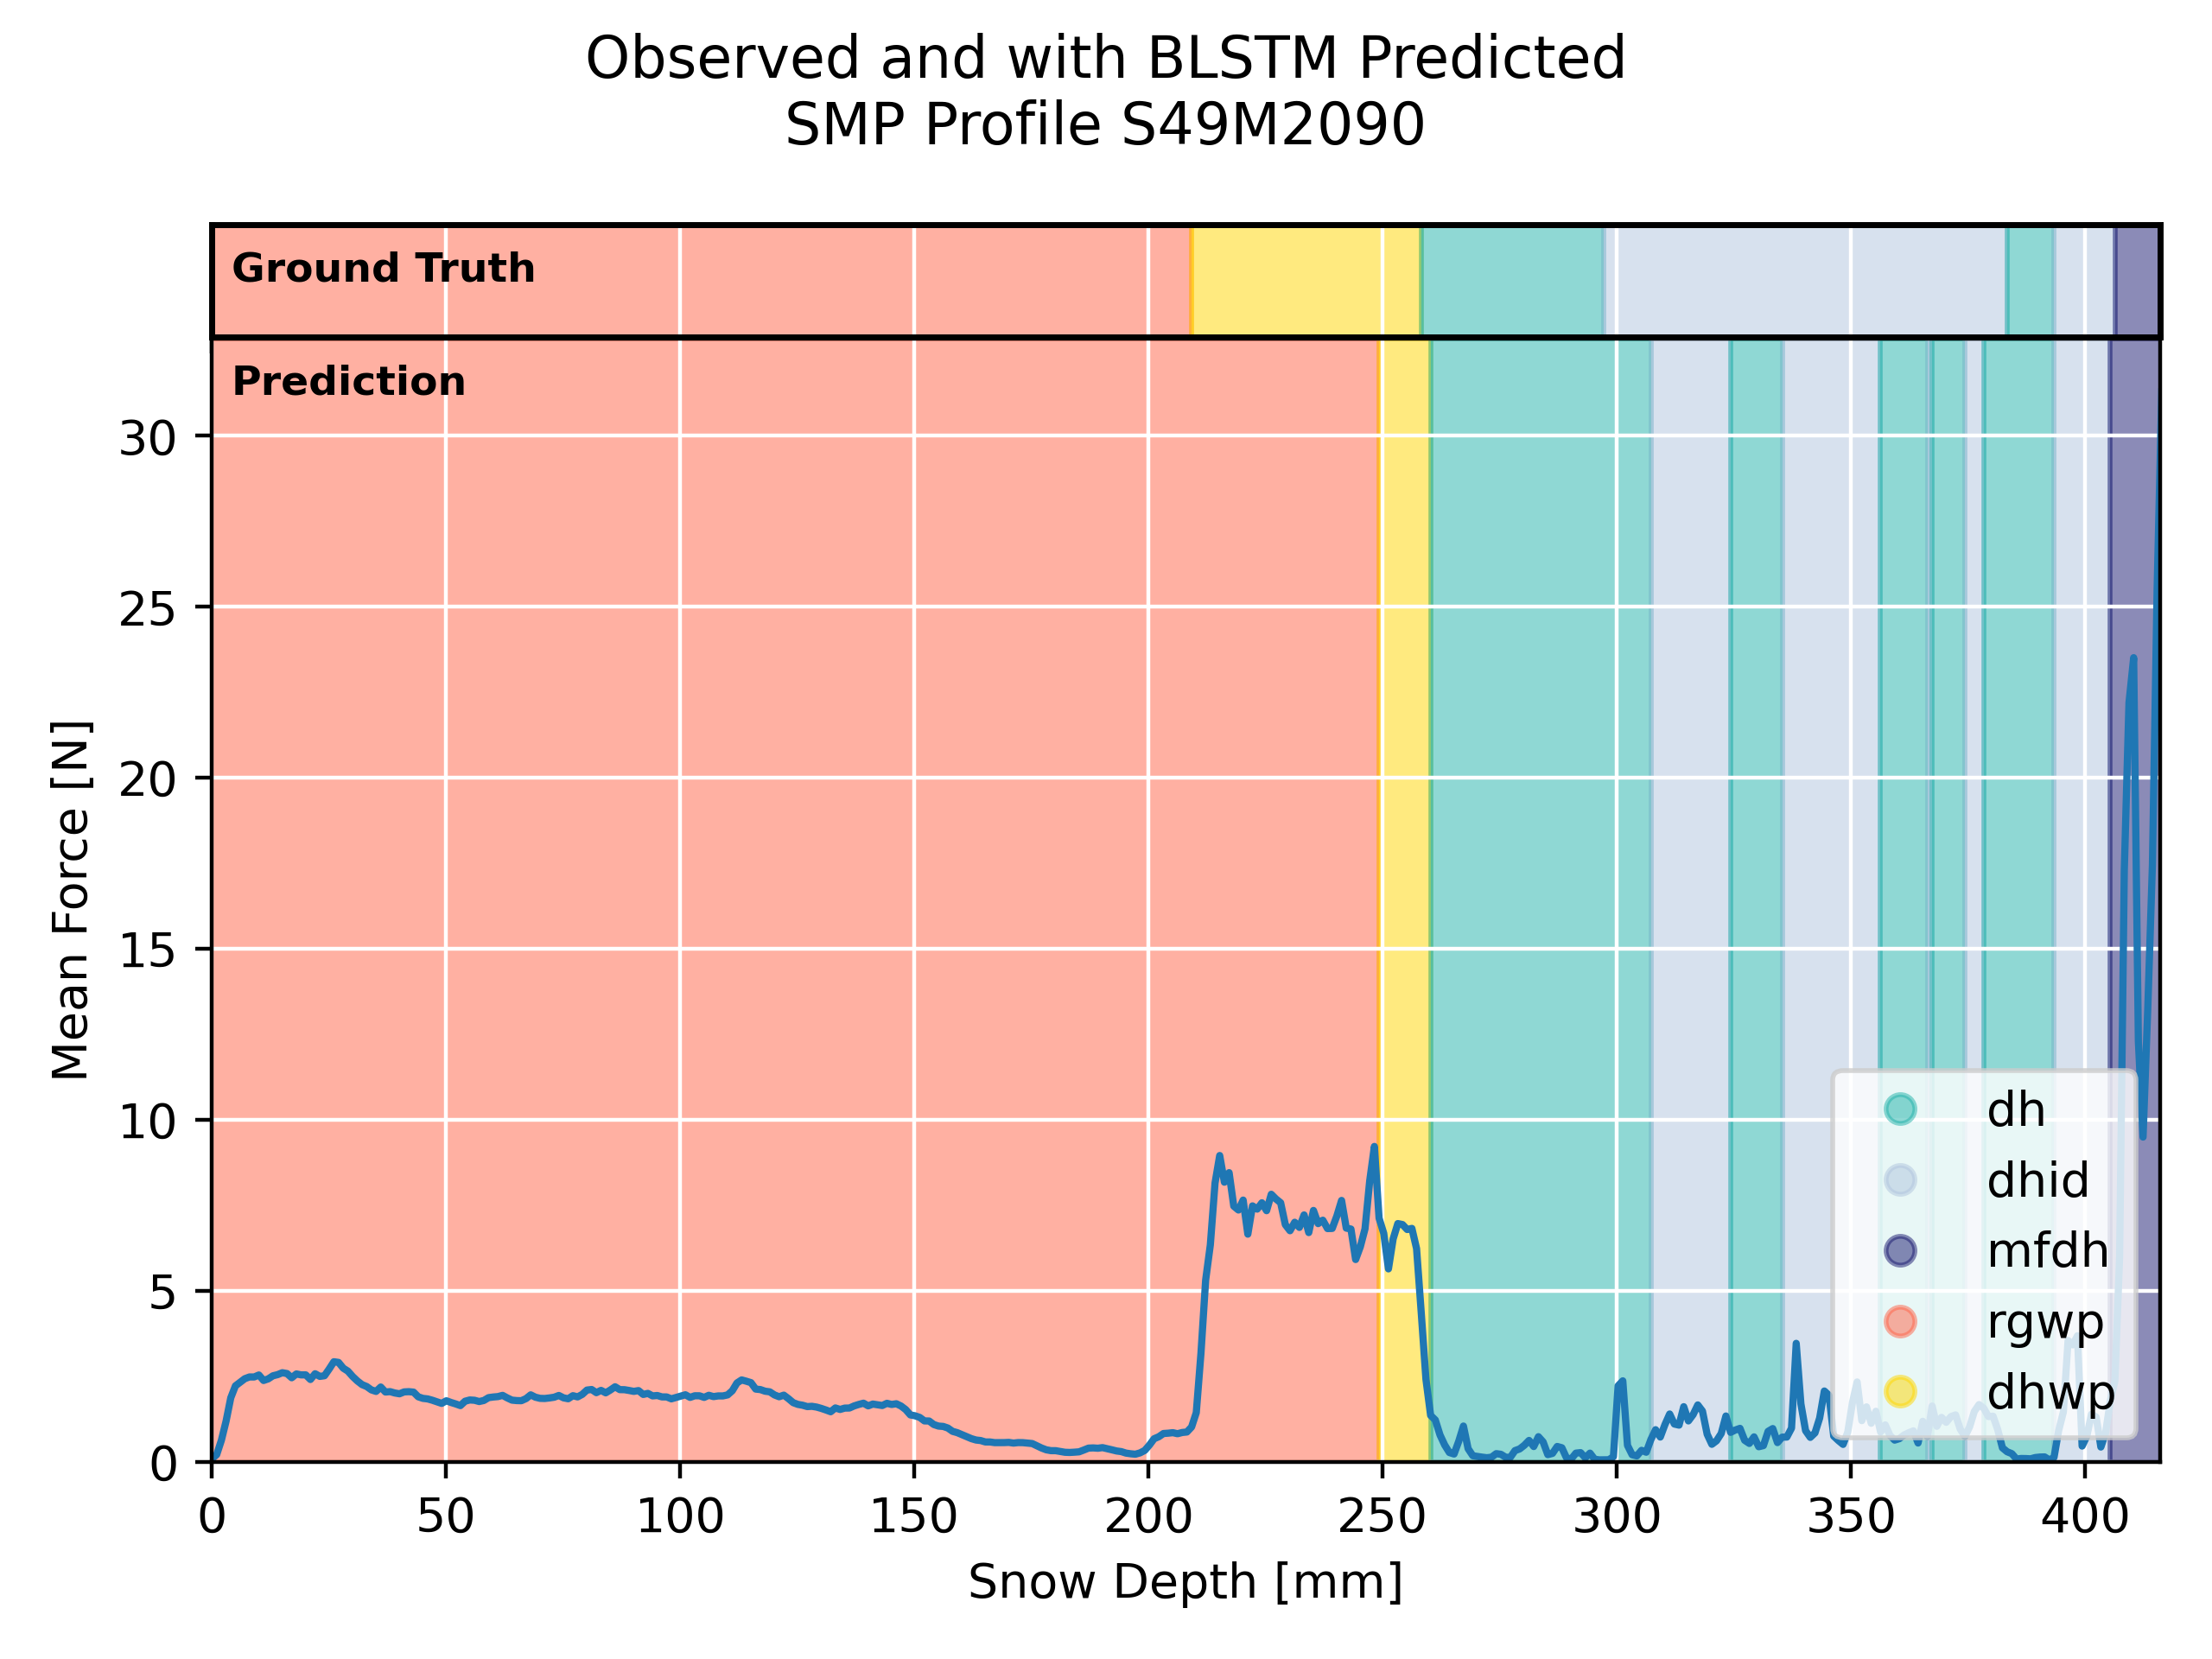 Observed and with BLSTM Predicted
SMP Profile S49M2090
Ground Truth
Prediction
30
25
20
15
10
5
0
Mean Force [N]
dh
dhid
mfdh
rgwp
dhwp
0 50 100 150 200 250 300 350 400
Snow Depth [mm]